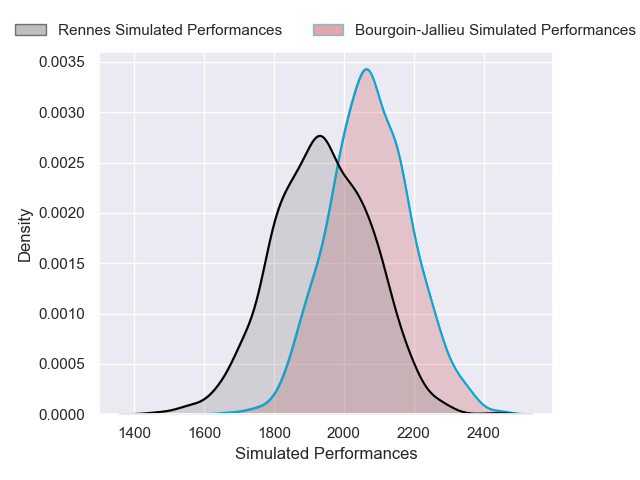 Rennes Simulated Performances
Bourgoin-Jallieu Simulated Performances
0.0035
0.0030
0.0025
0.0020
0.0015
0.0010
0.0005
0.0000
Density
1400 1600 1800 2000 2200 2400
Simulated Performances